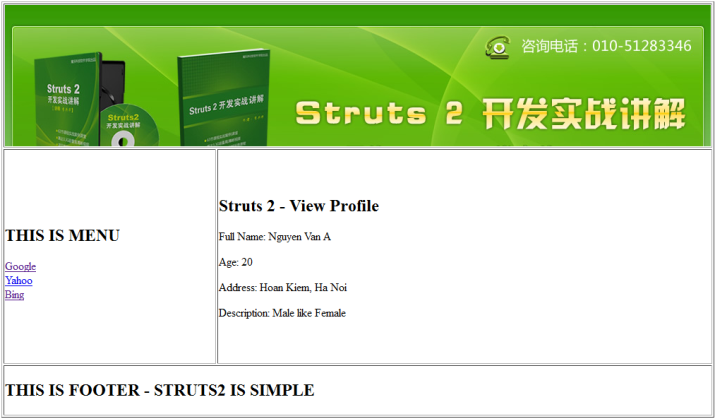 咨询电话：010-51283346
Struts 2
开发实战讲解
Struts2
Struts 2 开发实战讲解
Struts 2 开发实战讲解
THIS IS MENU
Google
Yahoo
Bing
Struts 2 - View Profile
Full Name: Nguyen Van A
Age: 20
Address: Hoan Kiem, Ha Noi
Description: Male like Female
THIS IS FOOTER - STRUTS2 IS SIMPLE